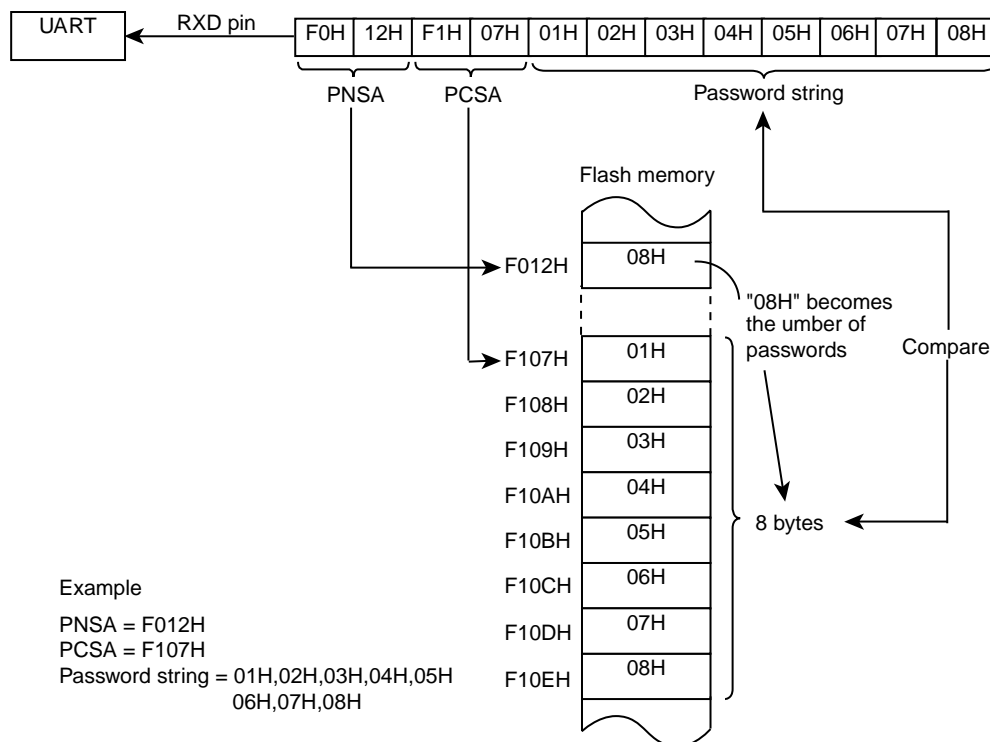 UART
RXD pin
F0H 12H F1H 07H 01H 02H 03H 04H 05H 06H 07H 08H
PNSA
PCSA
Password string
Flash memory
F012H 08H
"08H" becomes
the umber of
passwords
Compare
F107H 01H
F108H 02H
F109H 03H
F10AH 04H
F10BH 05H
F10CH 06H
F10DH 07H
F10EH 08H
8 bytes
Example
PNSA = F012H
PCSA = F107H
Password string = 01H,02H,03H,04H,05H
06H,07H,08H